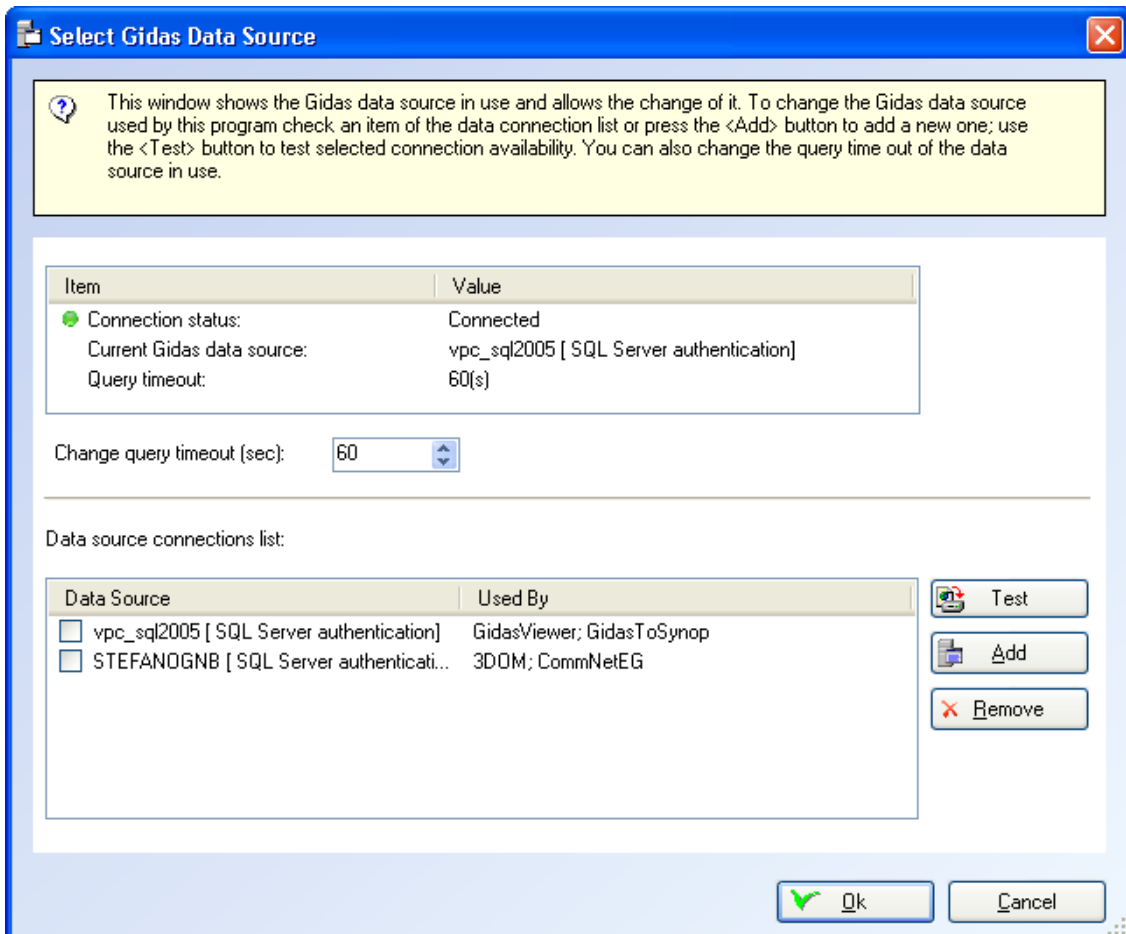 Select Gidas Data Source
This window shows the Gidas data source in use and allows the change of it. To change the Gidas data source
used by this program check an item of the data connection list or press the <Add> button to add a new one; use
the <Test> button to test selected connection availability. You can also change the query time out of the data
source in use.
Item Value
Connection status: Connected
Current Gidas data source: vpc_sql2005 [ SQL Server authentication]
Query timeout: 60(s)
Change query timeout (sec): 60
Data source connections list:
Data Source Used By
vpc_sql2005 [ SQL Server authentication] GidasViewer; GidasToSynop
STEFANOGNB [ SQL Server authenticati... 3DOM; CommNetEG
Test
Add
Remove
Ok Cancel